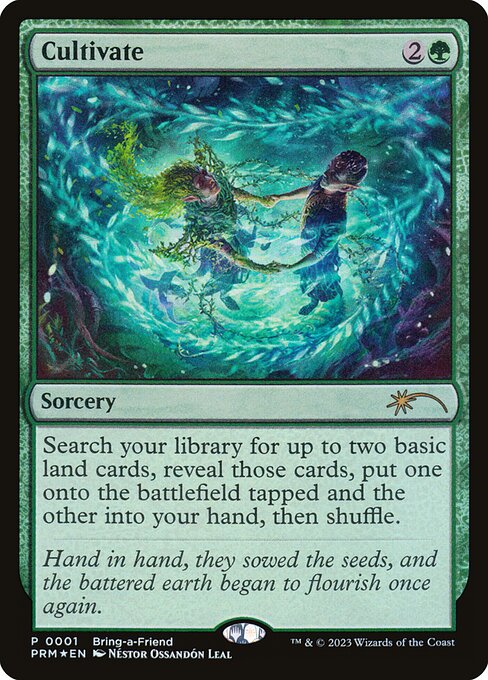 Cultivate 2
Sorcery
Search your library for up to two basic
land cards, reveal those cards, put one
onto the battlefield tapped and the
other into your hand, then shuffle.
Hand in hand, they sowed the seeds, and
the battered earth began to flourish once
again.
P 0001 Bring-a-Friend
PRM★EN Néstor Ossandón Leal
™ & © 2023 Wizards of the Coast